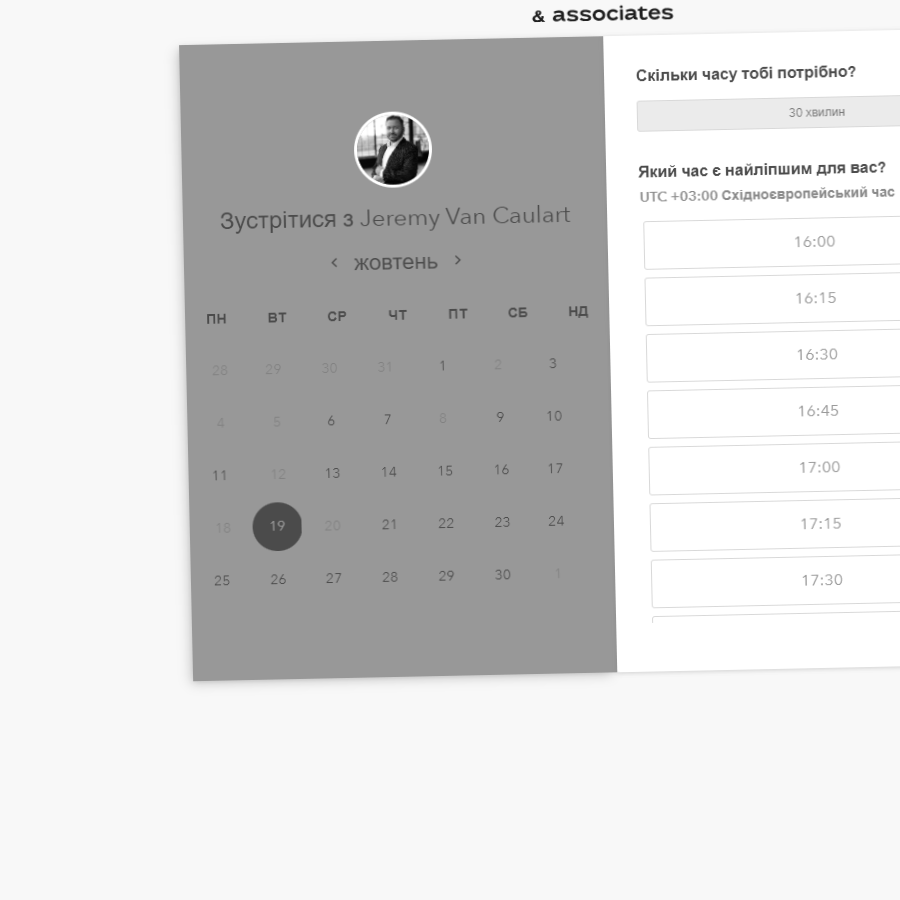 & associates
Зустрітися з Jeremy Van Caulart
‹ жовтень ›
ПН ВТ СР ЧТ ПТ СБ НД
28 29 30 31 1 2 3
4 5 6 7 8 9 10
11 12 13 14 15 16 17
18 19 20 21 22 23 24
25 26 27 28 29 30 1
Скільки часу тобі потрібно?
30 хвилин
Який час є найліпшим для вас?
UTC +03:00 Східноєвропейський час
16:00
16:15
16:30
16:45
17:00
17:15
17:30